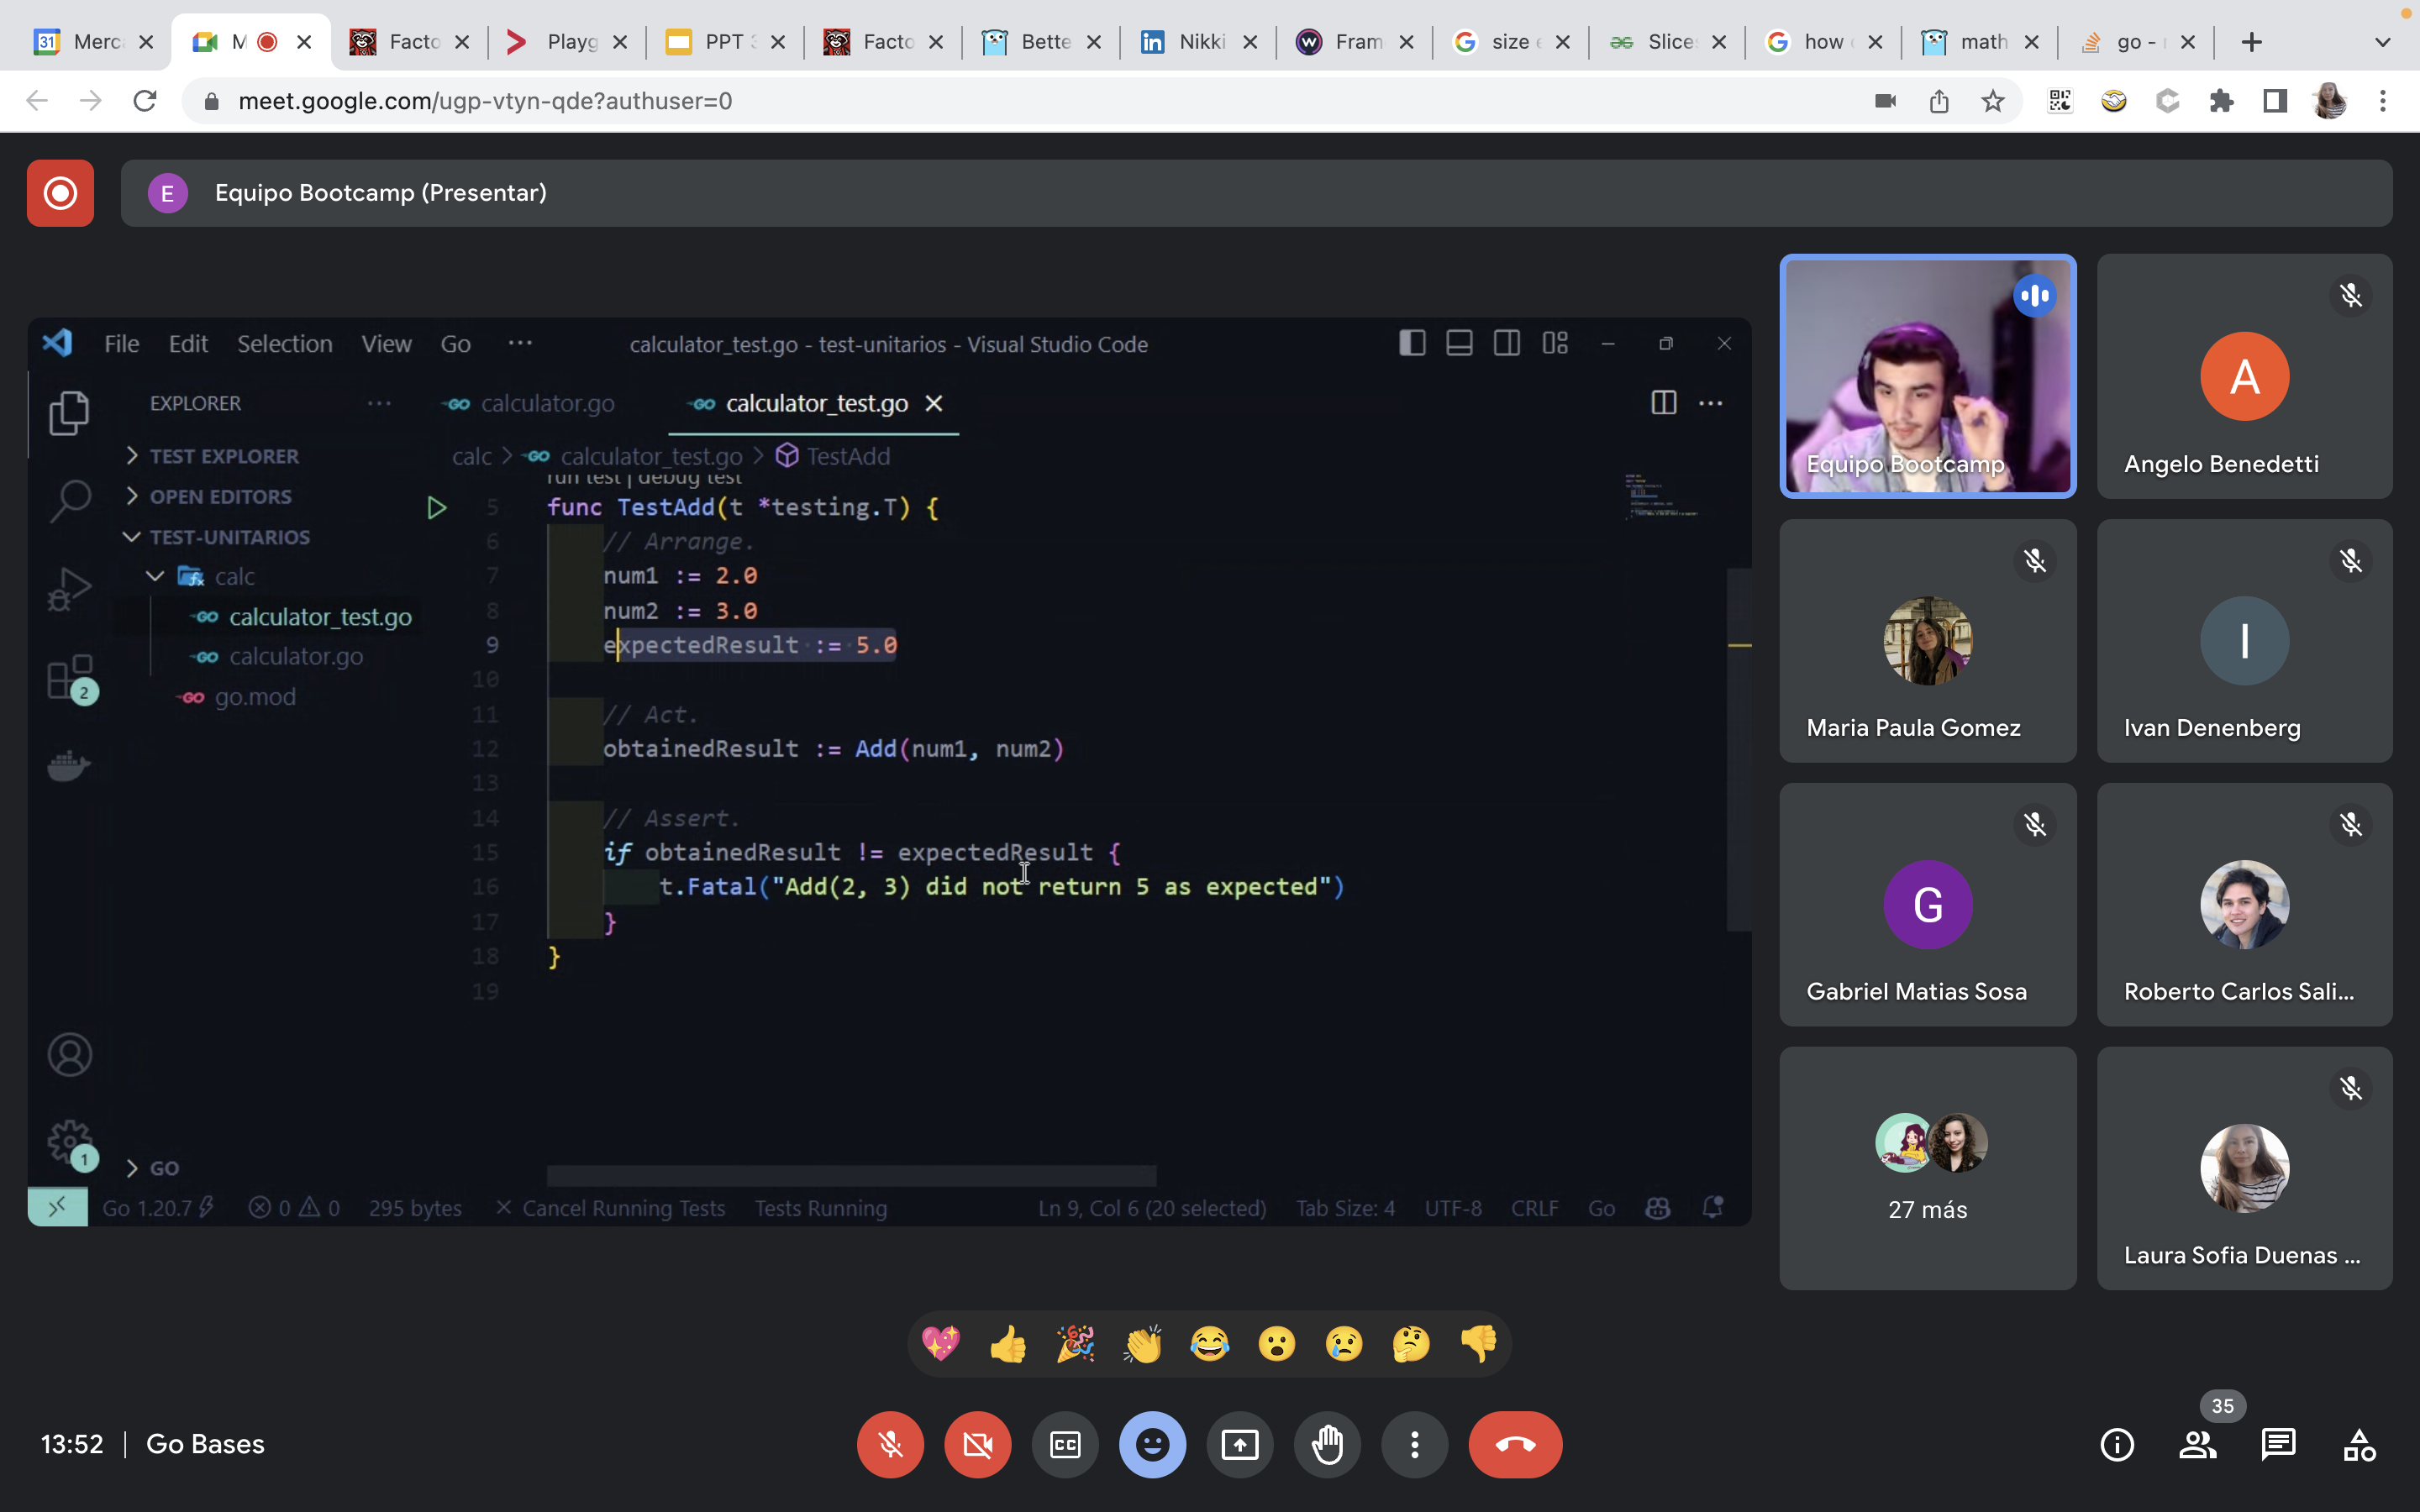 31 Merc M Facto Playg PPT 3 Facto Bette in Nikki W Fram size Slice how math go -
meet.google.com/ugp-vtyn-qde?authuser=0
E Equipo Bootcamp (Presentar)
File Edit Selection View Go ··· calculator_test.go - test-unitarios - Visual Studio Code
EXPLORER ··· calculator.go calculator_test.go
TEST EXPLORER
OPEN EDITORS
TEST-UNITARIOS
calc
calculator_test.go
calculator.go
go.mod
2
1
GO
calc > calculator_test.go > TestAdd
run test | debug test
5 func TestAdd(t *testing.T) {
6 // Arrange.
7 num1 := 2.0
8 num2 := 3.0
9 expectedResult := 5.0
10
11 // Act.
12 obtainedResult := Add(num1, num2)
13
14 // Assert.
15 if obtainedResult != expectedResult {
16 t.Fatal("Add(2, 3) did not return 5 as expected")
17 }
18 }
19
Go 1.20.7 0 0 295 bytes Cancel Running Tests Tests Running Ln 9, Col 6 (20 selected) Tab Size: 4 UTF-8 CRLF Go
Equipo Bootcamp
A
Angelo Benedetti
Maria Paula Gomez
I
Ivan Denenberg
G
Gabriel Matias Sosa
Roberto Carlos Sali...
27 más
Laura Sofia Duenas ...
13:52 | Go Bases
CC
35